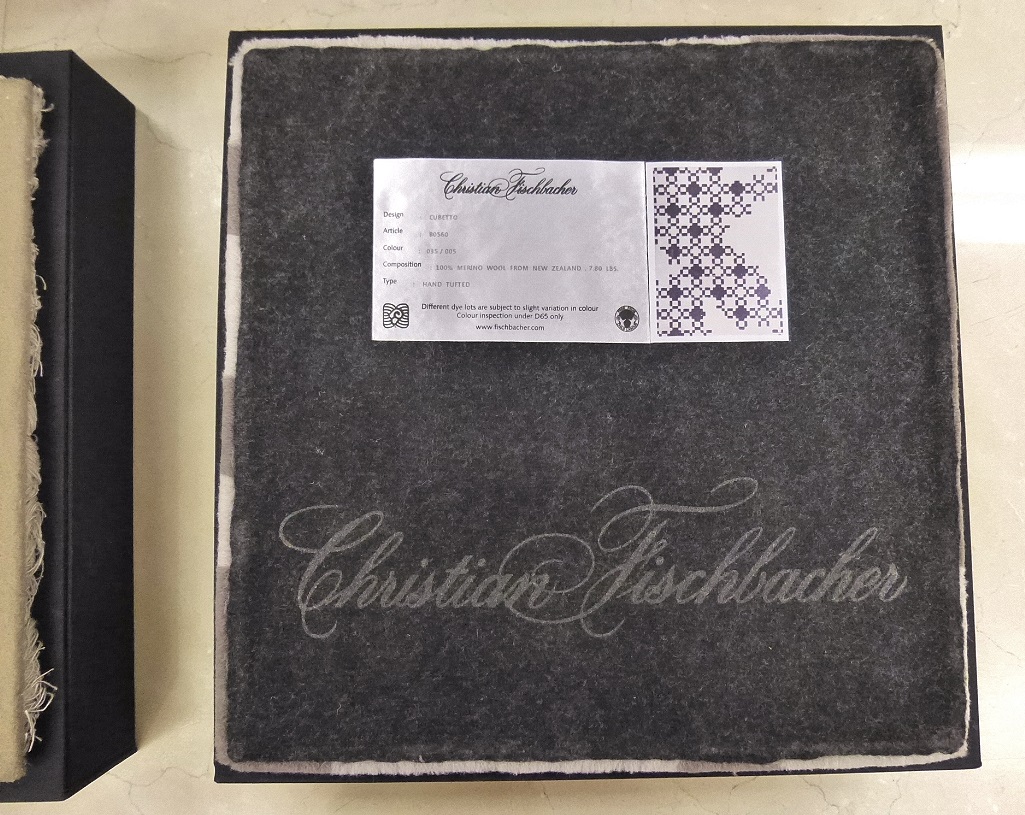 Christian Fischbacher
Design : CUBETTO
Article : 80560
Colour : 035 / 005
Composition : 100% MERINO WOOL FROM NEW ZEALAND . 7.80 LBS.
Type : HAND TUFTED
Different dye lots are subject to slight variation in colour
Colour inspection under D65 only.
www.fischbacher.com
Christian Fischbacher